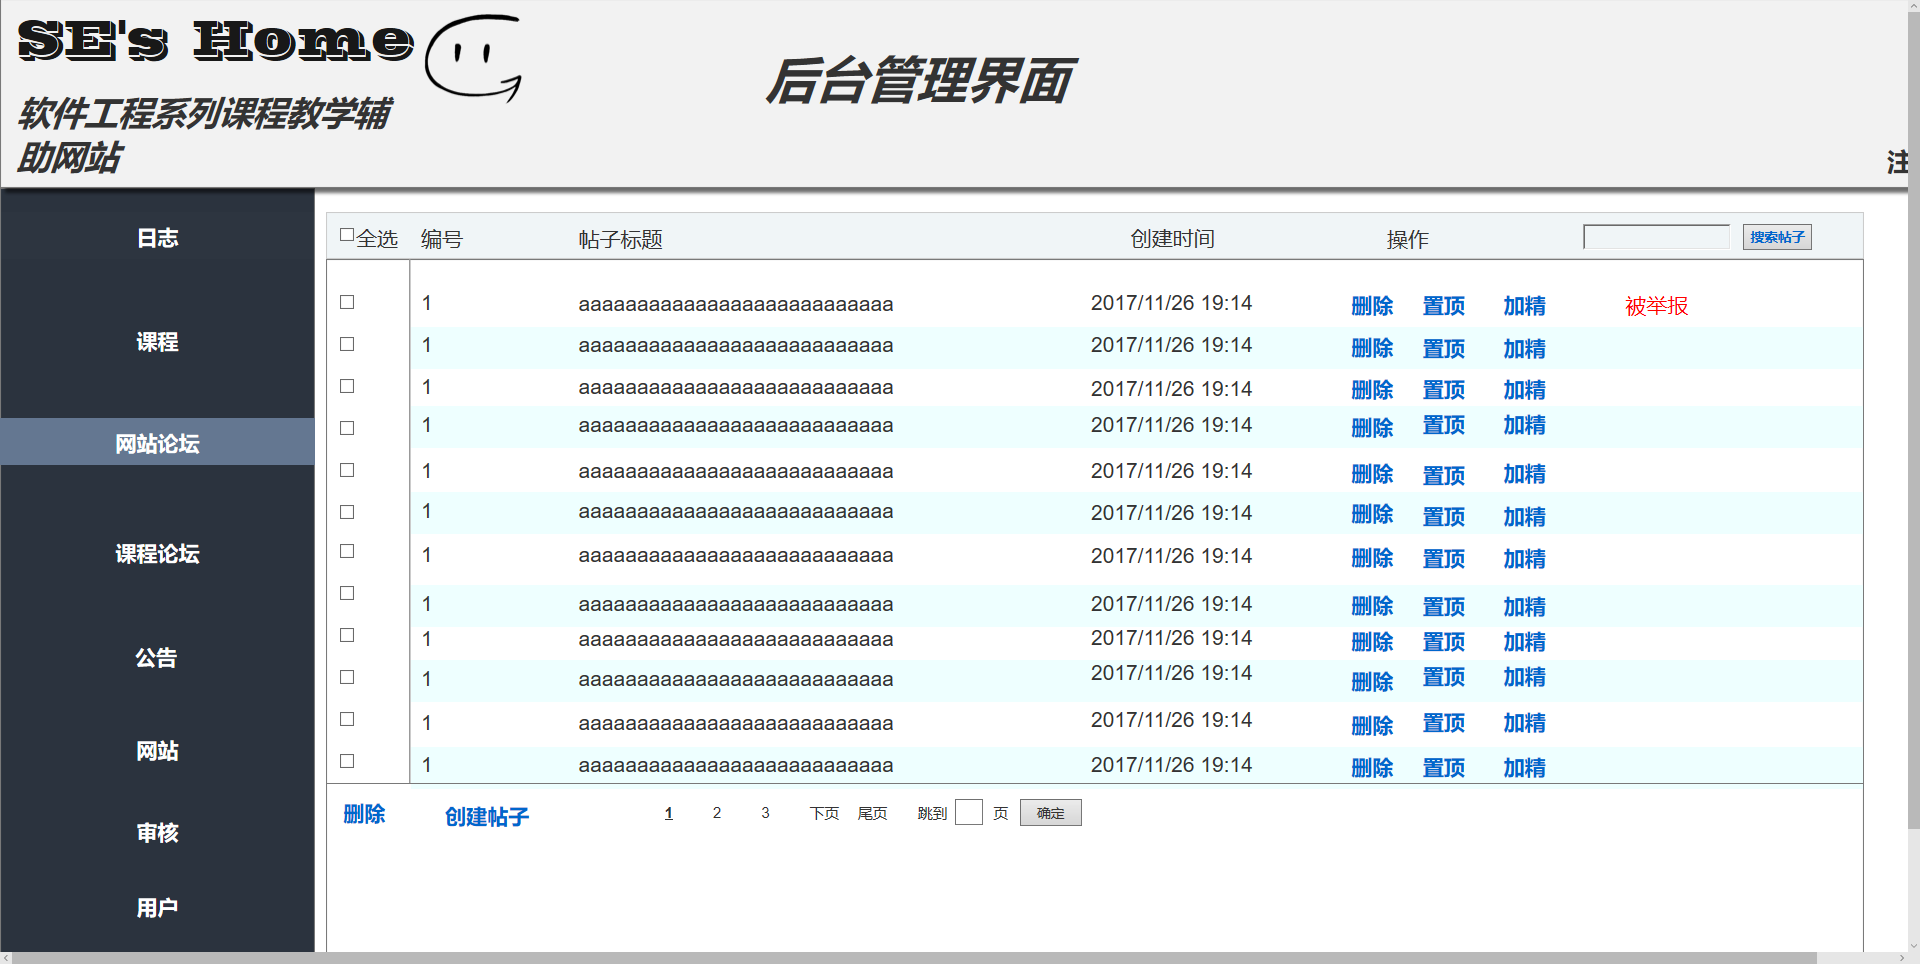 SE's Home
后台管理界面
软件工程系列课程教学辅
助网站
注
日志
课程
网站论坛
课程论坛
公告
网站
审核
用户
全选 编号 帖子标题 创建时间 操作 搜索帖子
1 aaaaaaaaaaaaaaaaaaaaaaaaaaa 2017/11/26 19:14 删除 置顶 加精 被举报
1 aaaaaaaaaaaaaaaaaaaaaaaaaaa 2017/11/26 19:14 删除 置顶 加精
1 aaaaaaaaaaaaaaaaaaaaaaaaaaa 2017/11/26 19:14 删除 置顶 加精
1 aaaaaaaaaaaaaaaaaaaaaaaaaaa 2017/11/26 19:14 删除 置顶 加精
1 aaaaaaaaaaaaaaaaaaaaaaaaaaa 2017/11/26 19:14 删除 置顶 加精
1 aaaaaaaaaaaaaaaaaaaaaaaaaaa 2017/11/26 19:14 删除 置顶 加精
1 aaaaaaaaaaaaaaaaaaaaaaaaaaa 2017/11/26 19:14 删除 置顶 加精
1 aaaaaaaaaaaaaaaaaaaaaaaaaaa 2017/11/26 19:14 删除 置顶 加精
1 aaaaaaaaaaaaaaaaaaaaaaaaaaa 2017/11/26 19:14 删除 置顶 加精
1 aaaaaaaaaaaaaaaaaaaaaaaaaaa 2017/11/26 19:14 删除 置顶 加精
1 aaaaaaaaaaaaaaaaaaaaaaaaaaa 2017/11/26 19:14 删除 置顶 加精
1 aaaaaaaaaaaaaaaaaaaaaaaaaaa 2017/11/26 19:14 删除 置顶 加精
删除 创建帖子 1 2 3 下页 尾页 跳到 页 确定